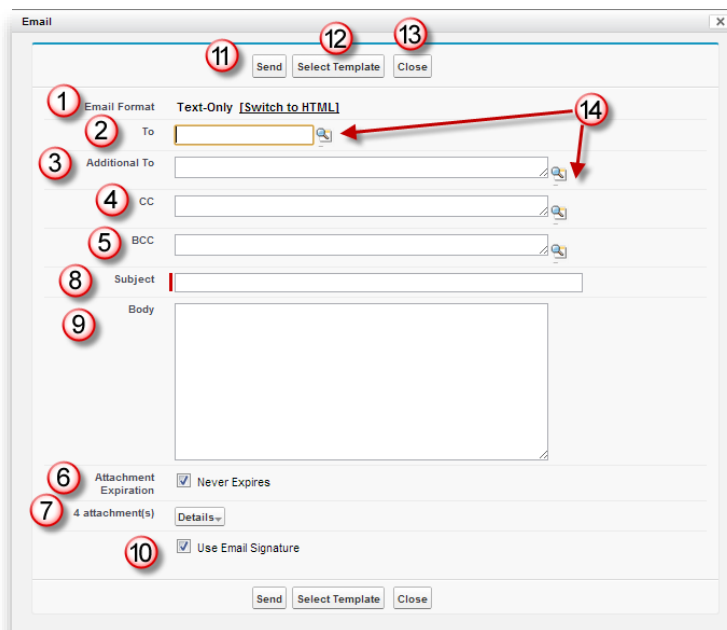 Email
X
11 12 13
Send Select Template Close
1 Email Format Text-Only [Switch to HTML]
14
2 To
3 Additional To
4 CC
5 BCC
8 Subject
Body
9
6 Attachment Expiration Never Expires
7 4 attachment(s) Details
10 Use Email Signature
Send Select Template Close